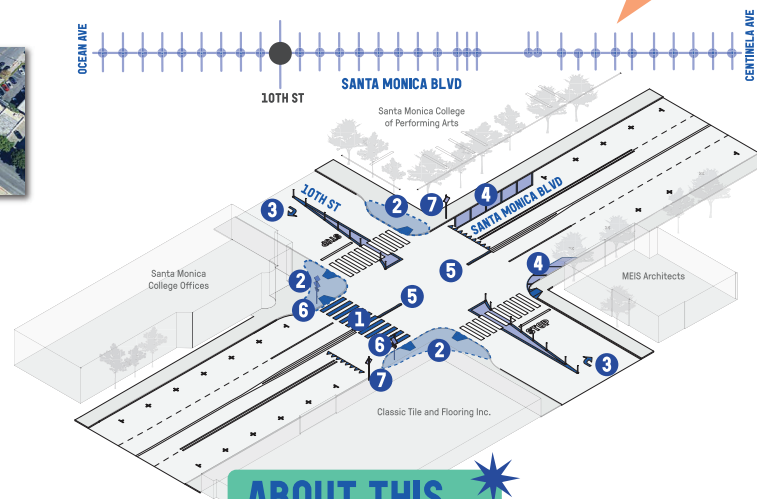 OCEAN AVE
CENTINELA AVE
SANTA MONICA BLVD
10TH ST
Santa Monica College
of Performing Arts
10TH ST
SANTA MONICA BLVD
2
7
4
3
STOP
5
4
Santa Monica
College Offices
MEIS Architects
2
5
6
1
6
2
STOP
3
7
Classic Tile and Flooring Inc.
ABOUT THIS